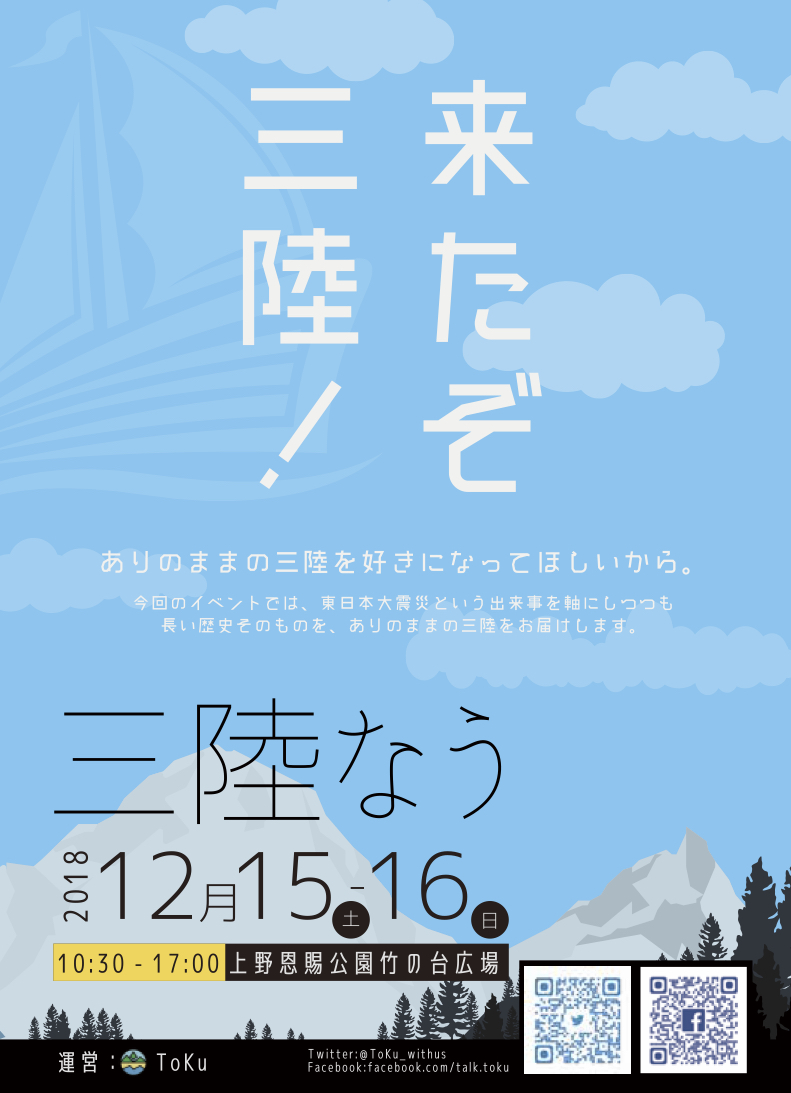 来たぞ
三陸！
ありのままの三陸を好きになってほしいから。
今回のイベントでは、東日本大震災という出来事を軸にしつつも
長い歴史そのものを、ありのままの三陸をお届けします。
三陸なう
2018 12月15土-16日
10:30 - 17:00 上野恩賜公園竹の台広場
運営：ToKu
Twitter:@ToKu_withus
Facebook:facebook.com/talk.toku